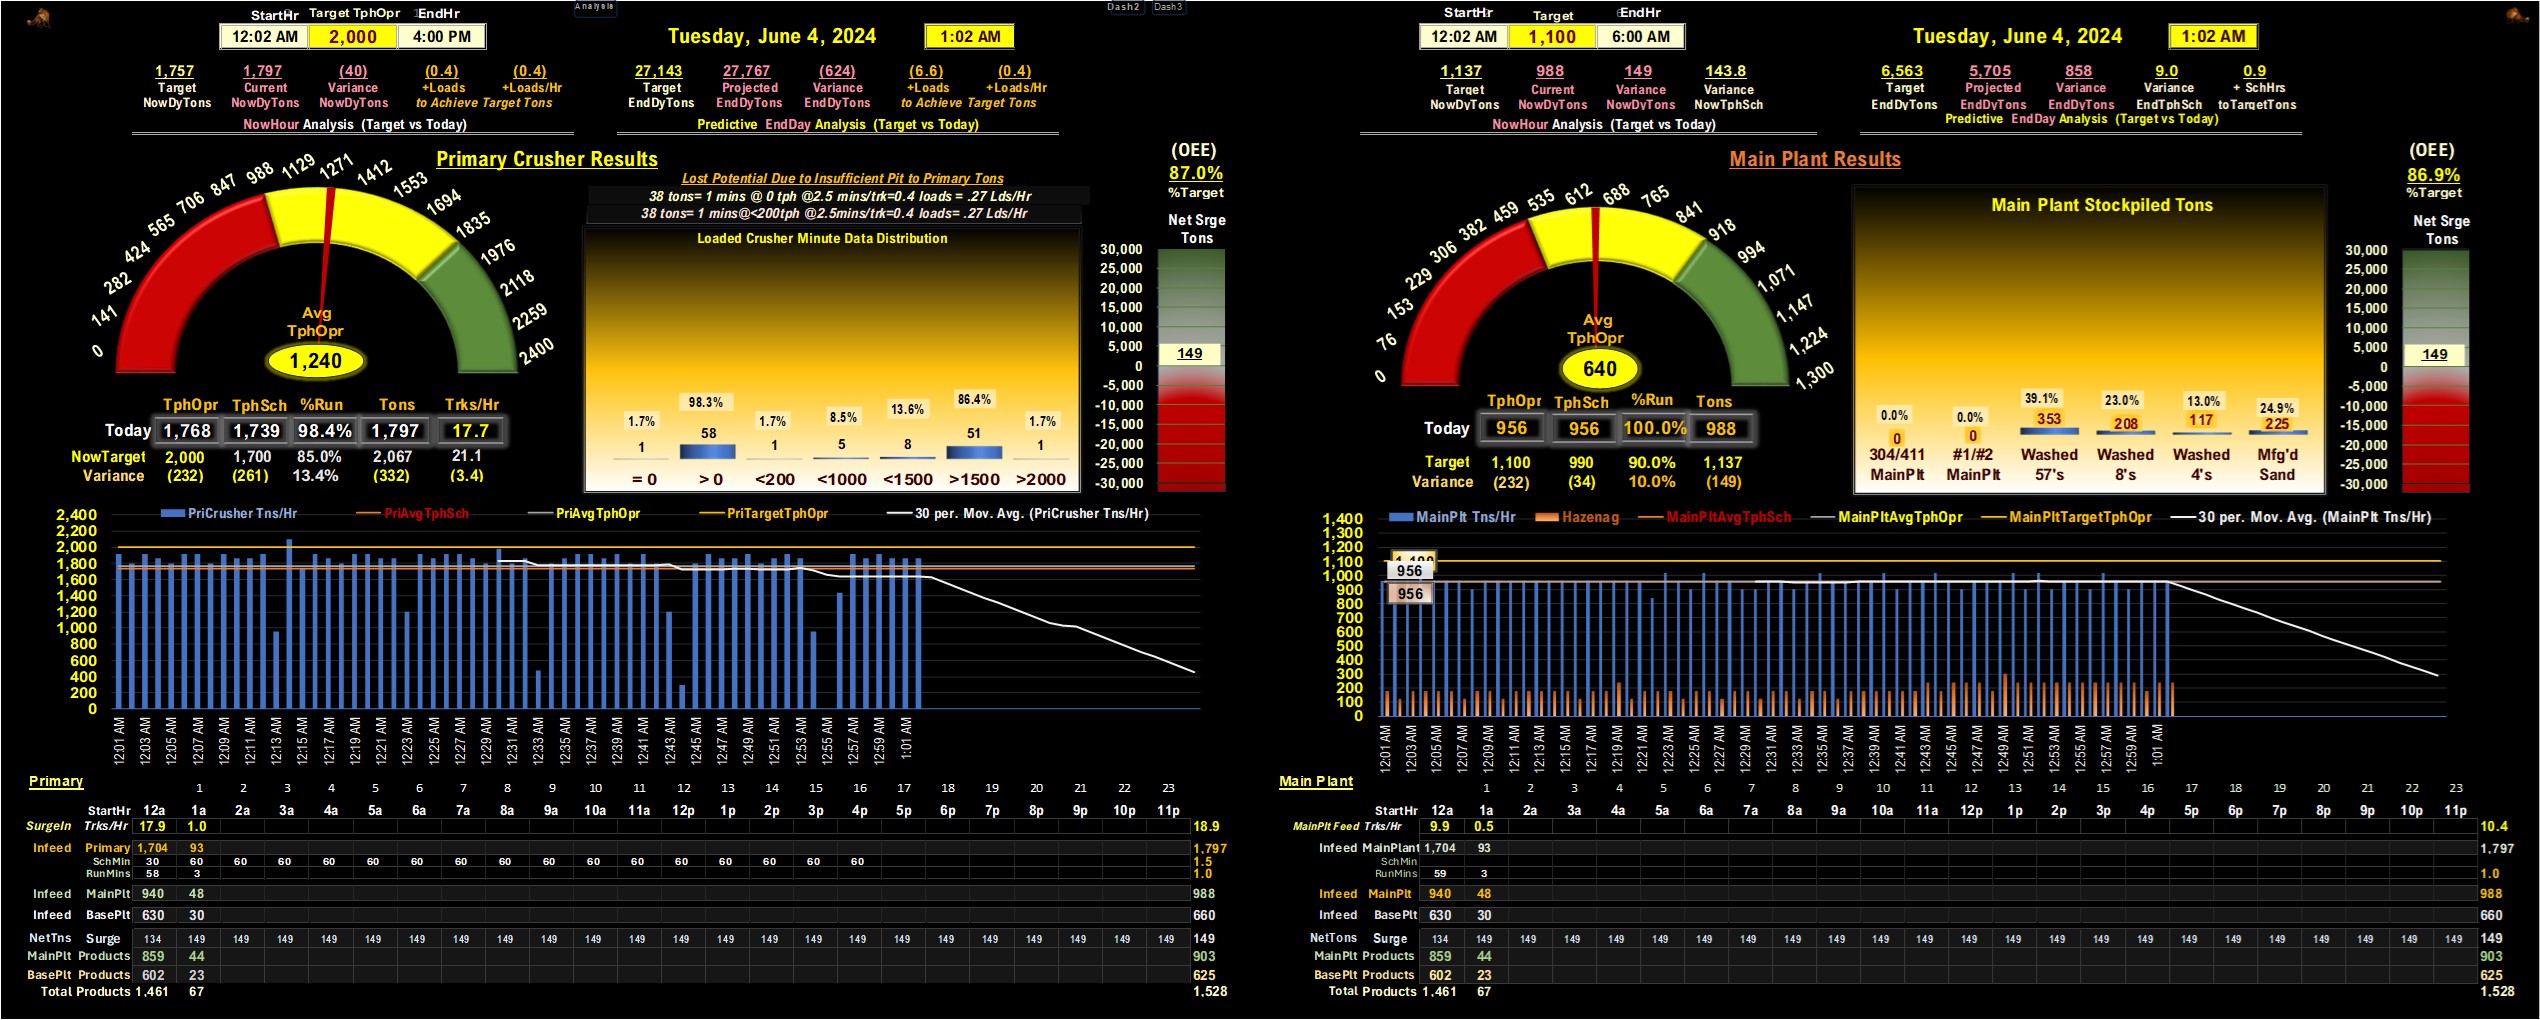 Analysis
Dash2 Dash3
StartHr Target TphOpr EndHr
12:02 AM 2,000 4:00 PM
Tuesday, June 4, 2024 1:02 AM
1,757 1,797 (40) (0.4) (0.4)
Target Current Variance +Loads +Loads/Hr
NowDyTons NowDyTons NowDyTons to Achieve Target Tons
NowHour Analysis (Target vs Today)
27,143 27,767 (624) (6.6) (0.4)
Target Projected Variance +Loads +Loads/Hr
EndDyTons EndDyTons EndDyTons to Achieve Target Tons
Predictive EndDay Analysis (Target vs Today)
Primary Crusher Results
Lost Potential Due to Insufficient Pit to Primary Tons
38 tons= 1 mins @ 0 tph @2.5 mins/trk=0.4 loads = .27 Lds/Hr
38 tons= 1 mins@<200tph @2.5mins/trk=0.4 loads= .27 Lds/Hr
(OEE)
87.0%
%Target
0 141 282 424 565 706 847 988 1129 1271 1412 1553 1694 1835 1976 2118 2259 2400
Avg
TphOpr
1,240
Loaded Crusher Minute Data Distribution
1.7% 98.3% 1.7% 8.5% 13.6% 86.4% 1.7%
1 58 1 5 8 51 1
= 0 > 0 <200 <1000 <1500 >1500 >2000
Net Srge
Tons
30,000
25,000
20,000
15,000
10,000
5,000
149
0
-5,000
-10,000
-15,000
-20,000
-25,000
-30,000
TphOpr TphSch %Run Tons Trks/Hr
Today 1,768 1,739 98.4% 1,797 17.7
NowTarget 2,000 1,700 85.0% 2,067 21.1
Variance (232) (261) 13.4% (332) (3.4)
PriCrusher Tns/Hr PriAvgTphSch PriAvgTphOpr PriTargetTphOpr 30 per. Mov. Avg. (PriCrusher Tns/Hr)
2,400
2,200
2,000
1,800
1,600
1,400
1,200
1,000
800
600
400
200
0
12:01 AM 12:03 AM 12:05 AM 12:07 AM 12:09 AM 12:11 AM 12:13 AM 12:15 AM 12:17 AM 12:19 AM 12:21 AM 12:23 AM 12:25 AM 12:27 AM 12:29 AM 12:31 AM 12:33 AM 12:35 AM 12:37 AM 12:39 AM 12:41 AM 12:43 AM 12:45 AM 12:47 AM 12:49 AM 12:51 AM 12:53 AM 12:56 AM 12:57 AM 12:59 AM 1:01 AM
Primary
1 2 3 4 5 6 7 8 9 10 11 12 13 14 15 16 17 18 19 20 21 22 23
StartHr 12a 1a 2a 3a 4a 5a 6a 7a 8a 9a 10a 11a 12p 1p 2p 3p 4p 5p 6p 7p 8p 9p 10p 11p
SurgeIn Trks/Hr 17.9 1.0 18.9
Infeed Primary 1,704 93 1,797
SchMin 30 60 60 60 60 60 60 60 60 60 60 60 60 60 60 60 60 1.5
RunMins 58 3 1.0
Infeed MainPlt 940 48 988
Infeed BasePlt 630 30 660
NetTns Surge 134 149 149 149 149 149 149 149 149 149 149 149 149 149 149 149 149 149 149 149 149 149 149 149 149
MainPlt Products 859 44 903
BasePlt Products 602 23 625
Total Products 1,461 67 1,528
StartHr Target EndHr
12:02 AM 1,100 6:00 AM
Tuesday, June 4, 2024 1:02 AM
1,137 988 149 143.8
Target Current Variance Variance
NowDyTons NowDyTons NowDyTons NowTphSch
NowHour Analysis (Target vs Today)
6,563 5,705 858 9.0 0.9
Target Projected Variance Variance + SchHrs
EndDyTons EndDyTons EndDyTons EndTphSch toTargetTons
Predictive EndDay Analysis (Target vs Today)
Main Plant Results
(OEE)
86.9%
%Target
0 76 153 229 306 382 459 535 612 688 765 841 918 994 1,071 1,147 1,224 1,300
Avg
TphOpr
640
Main Plant Stockpiled Tons
0.0% 0.0% 39.1% 23.0% 13.0% 24.9%
0 0 353 208 117 225
304/411 #1/#2 Washed Washed Washed Mfg'd
MainPlt MainPlt 57's 8's 4's Sand
Net Srge
Tons
30,000
25,000
20,000
15,000
10,000
5,000
149
0
-5,000
-10,000
-15,000
-20,000
-25,000
-30,000
TphOpr TphSch %Run Tons
Today 956 956 100.0% 988
Target 1,100 990 90.0% 1,137
Variance (232) (34) 10.0% (149)
MainPlt Tns/Hr Hazenag MainPltAvgTphSch MainPltAvgTphOpr MainPltTargetTphOpr 30 per. Mov. Avg. (MainPlt Tns/Hr)
1,400
1,300
1,200
1,100
1,000
900
800
700
600
500
400
300
200
100
0
1,100
956
956
12:01 AM 12:03 AM 12:05 AM 12:07 AM 12:09 AM 12:11 AM 12:13 AM 12:15 AM 12:17 AM 12:19 AM 12:21 AM 12:23 AM 12:25 AM 12:27 AM 12:29 AM 12:31 AM 12:33 AM 12:35 AM 12:37 AM 12:39 AM 12:41 AM 12:43 AM 12:45 AM 12:47 AM 12:49 AM 12:51 AM 12:53 AM 12:55 AM 12:57 AM 12:59 AM 1:01 AM
Main Plant
1 2 3 4 5 6 7 8 9 10 11 12 13 14 15 16 17 18 19 20 21 22 23
StartHr 12a 1a 2a 3a 4a 5a 6a 7a 8a 9a 10a 11a 12p 1p 2p 3p 4p 5p 6p 7p 8p 9p 10p 11p
MainPlt Feed Trks/Hr 9.9 0.5 10.4
Infeed MainPlant 1,704 93 1,797
SchMin
RunMins 59 3 1.0
Infeed MainPlt 940 48 988
Infeed BasePlt 630 30 660
NetTons Surge 134 149 149 149 149 149 149 149 149 149 149 149 149 149 149 149 149 149 149 149 149 149 149 149 149
MainPlt Products 859 44 903
BasePlt Products 602 23 625
Total Products 1,461 67 1,528